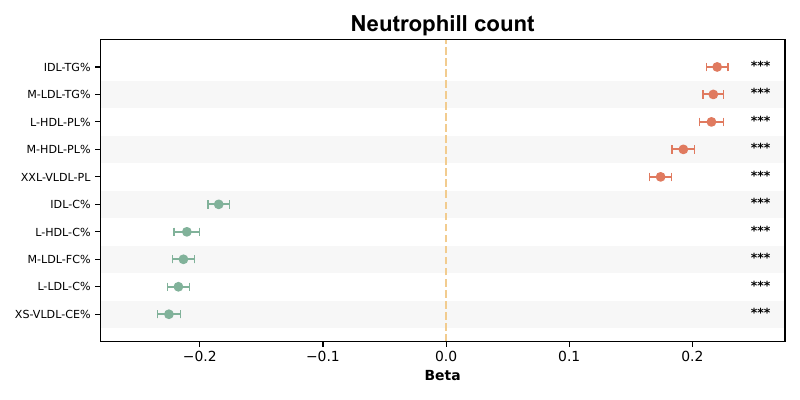 Neutrophill count
IDL-TG% ***
M-LDL-TG% ***
L-HDL-PL% ***
M-HDL-PL% ***
XXL-VLDL-PL ***
IDL-C% ***
L-HDL-C% ***
M-LDL-FC% ***
L-LDL-C% ***
XS-VLDL-CE% ***
−0.2 −0.1 0.0 0.1 0.2
Beta